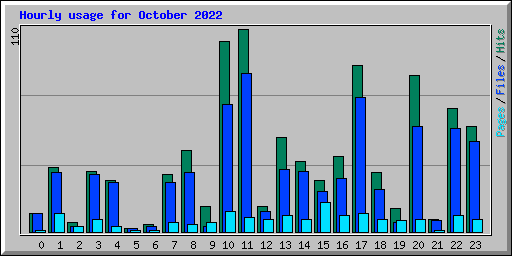 Hourly usage for October 2022
110
Pages/Files/Hits
0 1 2 3 4 5 6 7 8 9 10 11 12 13 14 15 16 17 18 19 20 21 22 23